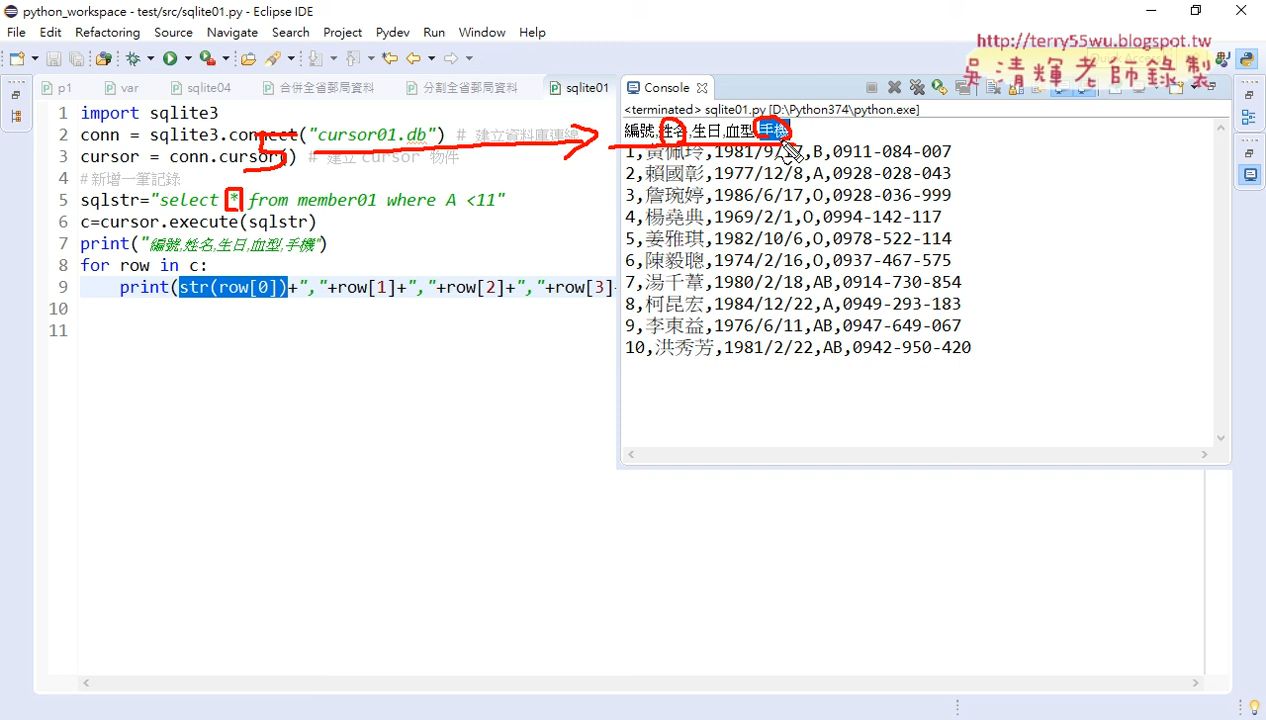 python_workspace - test/src/sqlite01.py - Eclipse IDE
File Edit Refactoring Source Navigate Search Project Pydev Run Window Help
http://terry55wu.blogspot.tw
吳清輝老師錄製
p1 var sqlite04 合併全省郵局資料 分割全省郵局資料 sqlite01
1 import sqlite3
2 conn = sqlite3.connect("cursor01.db") # 建立資料庫連線
3 cursor = conn.cursor() # 建立 cursor 物件
4 #新增一筆記錄
5 sqlstr="select * from member01 where A <11"
6 c=cursor.execute(sqlstr)
7 print("編號,姓名,生日,血型,手機")
8 for row in c:
9 print(str(row[0])+","+row[1]+","+row[2]+","+row[3]+
10
11
Console
<terminated> sqlite01.py [D:\Python374\python.exe]
編號,姓名,生日,血型,手機
1,黃佩玲,1981/9/17,B,0911-084-007
2,賴國彰,1977/12/8,A,0928-028-043
3,詹琬婷,1986/6/17,O,0928-036-999
4,楊堯典,1969/2/1,O,0994-142-117
5,姜雅琪,1982/10/6,O,0978-522-114
6,陳毅聰,1974/2/16,O,0937-467-575
7,湯千葦,1980/2/18,AB,0914-730-854
8,柯昆宏,1984/12/22,A,0949-293-183
9,李東益,1976/6/11,AB,0947-649-067
10,洪秀芳,1981/2/22,AB,0942-950-420